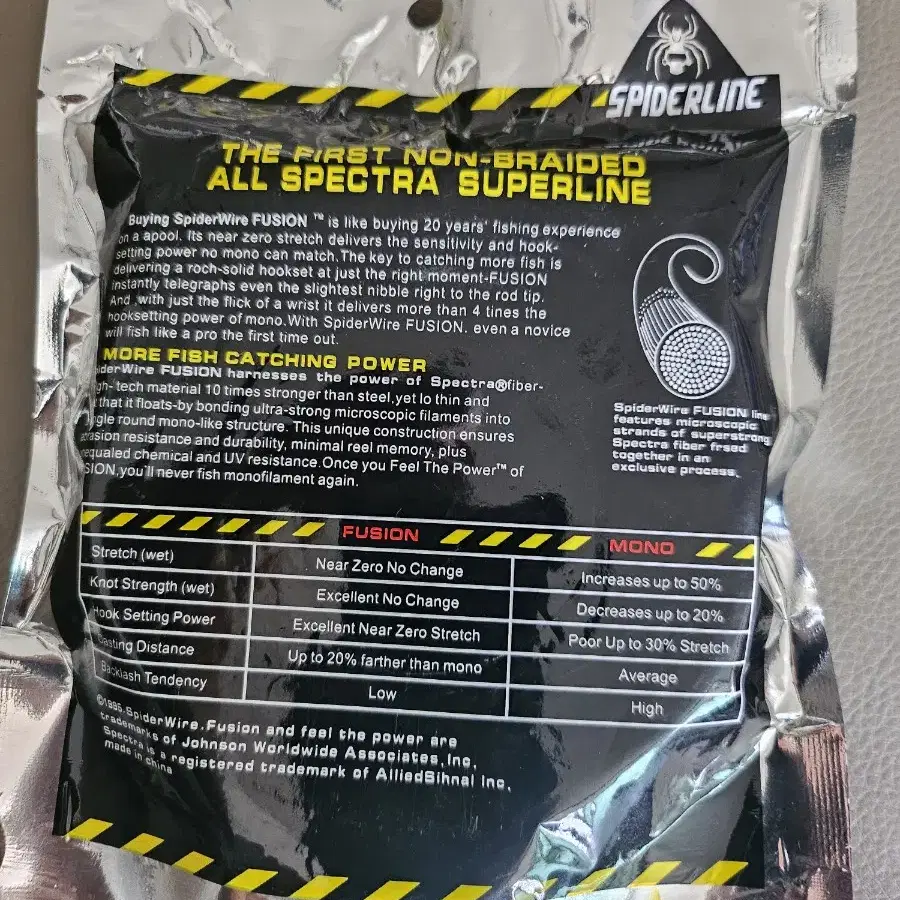 SPIDERLINE
THE FIRST NON-BRAIDED
ALL SPECTRA SUPERLINE
Buying SpiderWire FUSION ™ is like buying 20 years' fishing experience
on a apool. Its near zero stretch delivers the sensitivity and hook-
setting power no mono can match.The key to catching more fish is
delivering a roch-solid hookset at just the right moment-FUSION
instantly telegraphs even the slightest nibble right to the rod tip.
And ,with just the flick of a wrist it delivers more than 4 tines the
hooksetting power of mono.With SpiderWire FUSION. even a novice
will fish like a pro the first time out.
MORE FISH CATCHING POWER
iderWire FUSION harnesses the power of Spectra®fiber-
gh- tech material 10 times stronger than steel,yet lo thin and
that it floats-by bonding ultra-strong microscopic filaments into
gle round mono-like structure. This unique construction ensures
rasion resistance and durability, minimal reel memory, plus
equaled chemical and UV resistance.Once you Feel The Power™ of
SION,you'll never fish monofilament again.
SpiderWire FUSION line
features microscopic
strands of superstrong
Spectra fiber frsed
together in an
exclusive process.
FUSION MONO
Stretch (wet) Near Zero No Change Increases up to 50%
Knot Strength (wet) Excellent No Change Decreases up to 20%
Hook Setting Power Excellent Near Zero Stretch Poor Up to 30% Stretch
Casting Distance Up to 20% farther than mono Average
Backlash Tendency Low High
©1995.SpiderWire.Fusion and feel the power are
trademarks of Johnson Worldwide Associates,Inc,
Spectra is a registered trademark of AlliedSihnal Inc,
made in china